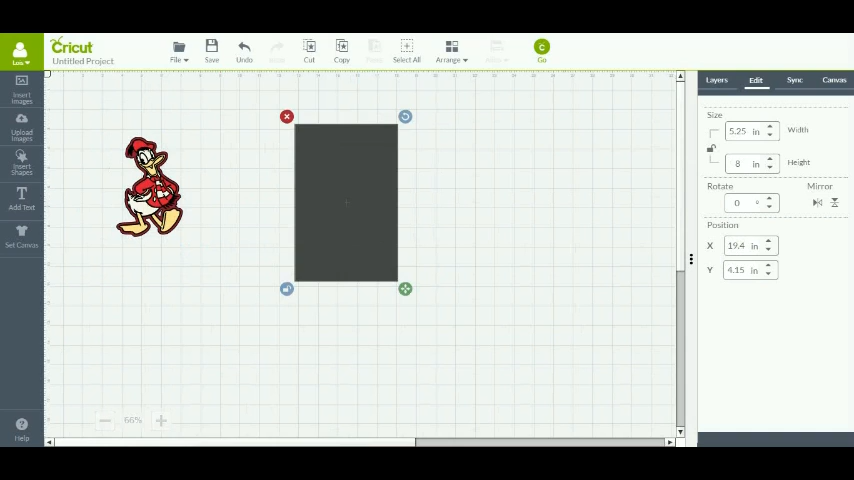 Cricut
Lois
Untitled Project
File
Save
Undo
Cut
Copy
Select All
Arrange
C
Go
Layers
Edit
Sync
Canvas
Insert
Images
Upload
Images
Insert
Shapes
T
Add Text
Set Canvas
Size
5.25 in
Width
8 in
Height
Rotate
Mirror
0 °
Position
X 19.4 in
Y 4.15 in
66%
?
Help